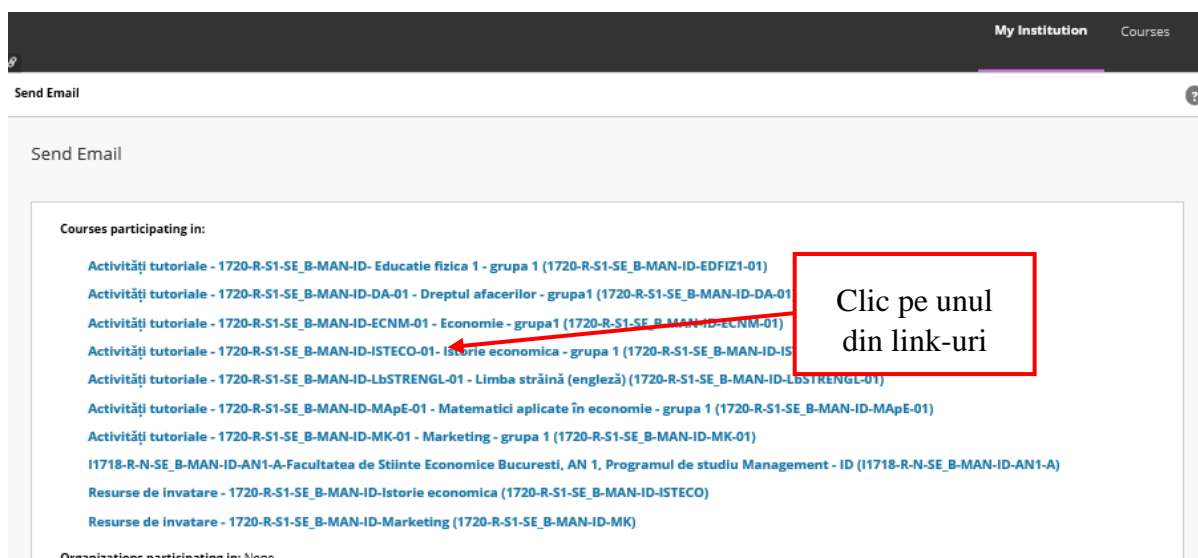 My Institution Courses
Send Email
Send Email
Courses participating in:
Activități tutoriale - 1720-R-S1-SE_B-MAN-ID- Educatie fizica 1 - grupa 1 (1720-R-S1-SE_B-MAN-ID-EDFIZ1-01)
Activități tutoriale - 1720-R-S1-SE_B-MAN-ID-DA-01 - Dreptul afacerilor - grupa1 (1720-R-S1-SE_B-MAN-ID-DA-01
Activități tutoriale - 1720-R-S1-SE_B-MAN-ID-ECNM-01 - Economie - grupa1 (1720-R-S1-SE_B-MAN-ID-ECNM-01)
Activități tutoriale - 1720-R-S1-SE_B-MAN-ID-ISTECO-01- Istorie economica - grupa 1 (1720-R-S1-SE_B-MAN-ID-IS
Activități tutoriale - 1720-R-S1-SE_B-MAN-ID-LbSTRENGL-01 - Limba străină (engleză) (1720-R-S1-SE_B-MAN-ID-LbSTRENGL-01)
Activități tutoriale - 1720-R-S1-SE_B-MAN-ID-MApE-01 - Matematici aplicate în economie - grupa 1 (1720-R-S1-SE_B-MAN-ID-MApE-01)
Activități tutoriale - 1720-R-S1-SE_B-MAN-ID-MK-01 - Marketing - grupa 1 (1720-R-S1-SE_B-MAN-ID-MK-01)
I1718-R-N-SE_B-MAN-ID-AN1-A-Facultatea de Stiinte Economice Bucuresti, AN 1, Programul de studiu Management - ID (I1718-R-N-SE_B-MAN-ID-AN1-A)
Resurse de invatare - 1720-R-S1-SE_B-MAN-ID-Istorie economica (1720-R-S1-SE_B-MAN-ID-ISTECO)
Resurse de invatare - 1720-R-S1-SE_B-MAN-ID-Marketing (1720-R-S1-SE_B-MAN-ID-MK)
Organizations participating in: None
Clic pe unul
din link-uri